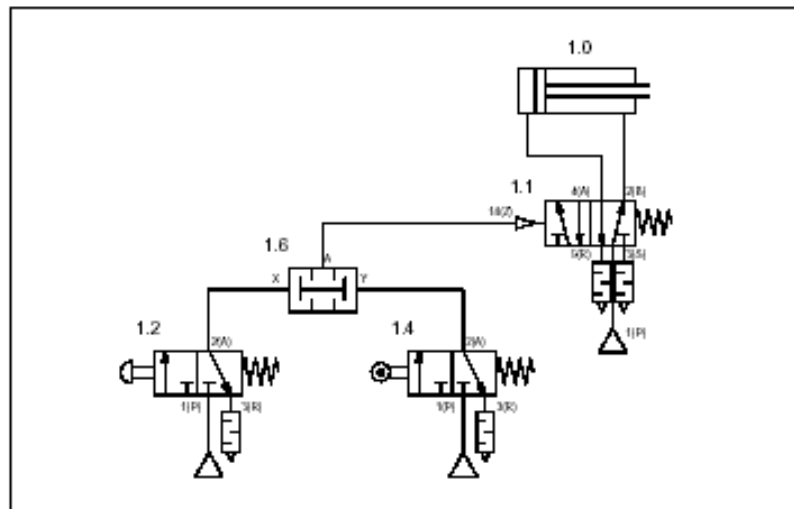 1.0
1.1
4(A)
2(B)
14(Z)
5(R)
3(S)
1(P)
1.6
A
X
Y
1.2
2(A)
1(P)
3(R)
1.4
2(A)
1(P)
3(R)